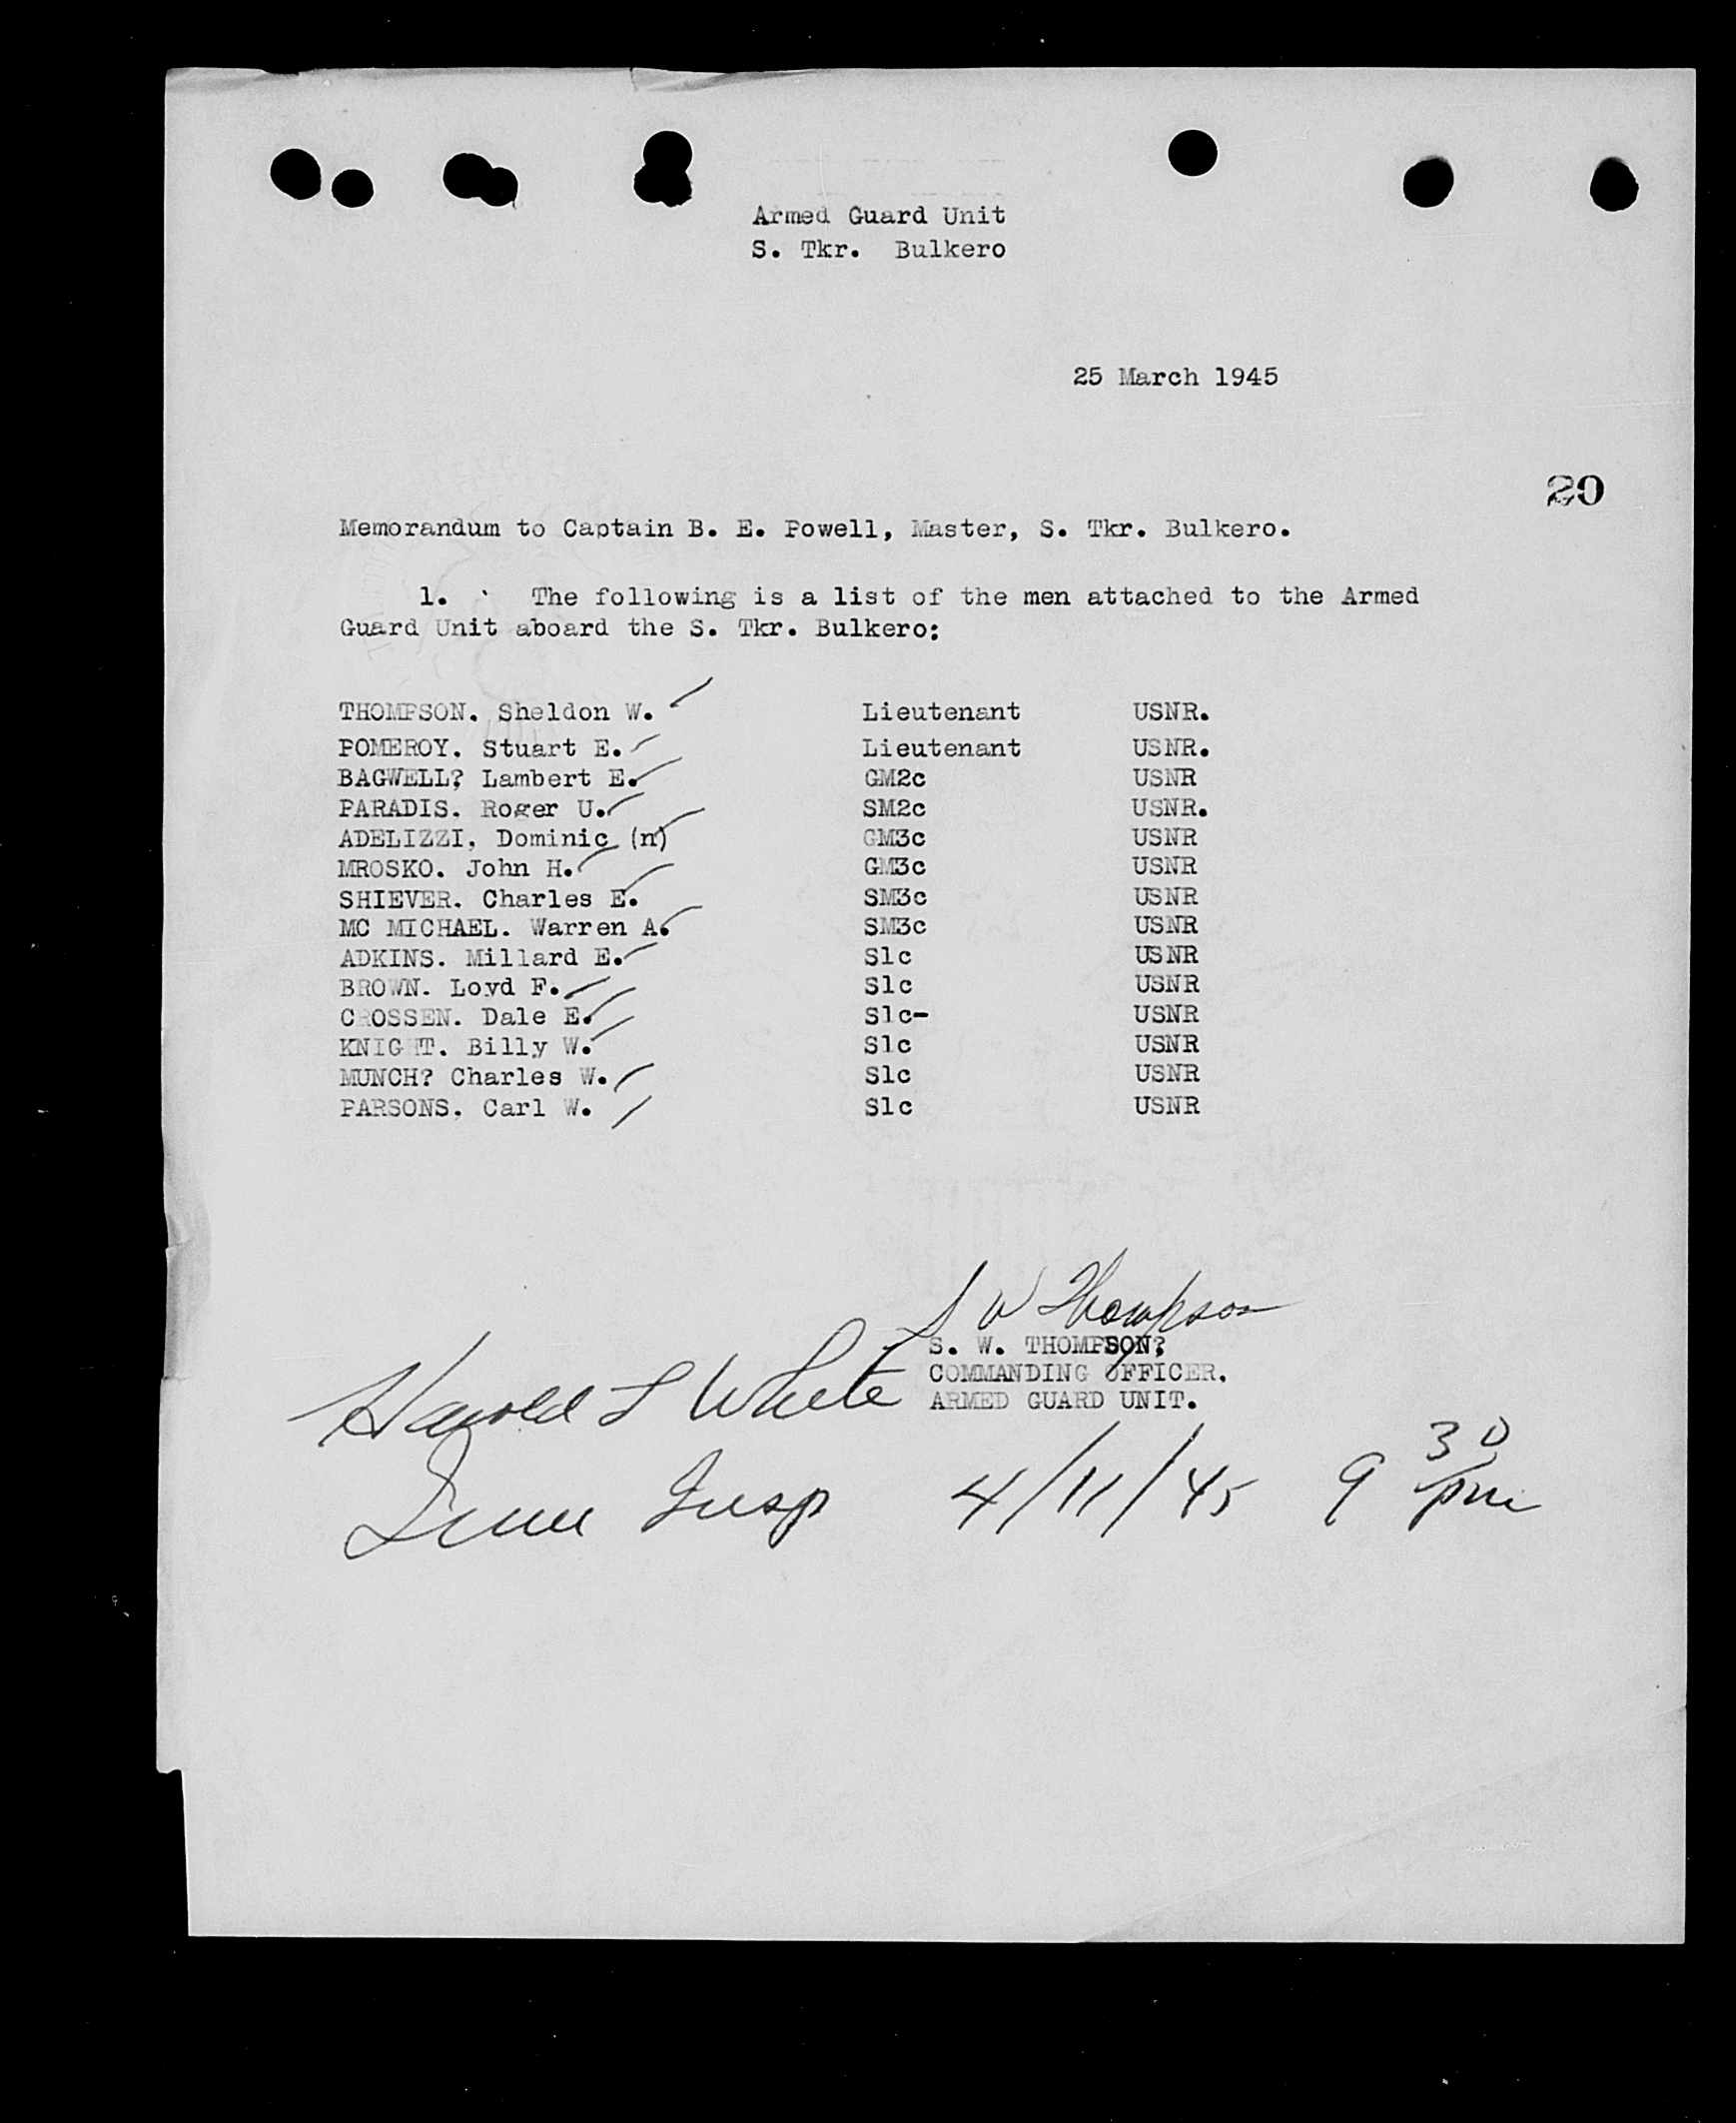 Armed Guard Unit
S. Tkr. Bulkero
25 March 1945
20
Memorandum to Captain B. E. Powell, Master, S. Tkr. Bulkero.
1. The following is a list of the men attached to the Armed
Guard Unit aboard the S. Tkr. Bulkero:
THOMPSON. Sheldon W. Lieutenant USNR.
POMEROY. Stuart E. Lieutenant USNR.
BAGWELL? Lambert E. GM2c USNR
PARADIS. Roger U. SM2c USNR.
ADELIZZI, Dominic (n) GM3c USNR
MROSKO. John H. GM3c USNR
SHIEVER. Charles E. SM3c USNR
MC MICHAEL. Warren A. SM3c USNR
ADKINS. Millard E. S1c USNR
BROWN. Loyd F. S1c USNR
CROSSEN. Dale E. S1c- USNR
KNIGHT. Billy W. S1c USNR
MUNCH? Charles W. S1c USNR
PARSONS. Carl W. S1c USNR
S W Thompson
S. W. THOMPSON?
COMMANDING OFFICER.
ARMED GUARD UNIT.
Harold L White
Imm Insp 4/11/45 9 30 pm